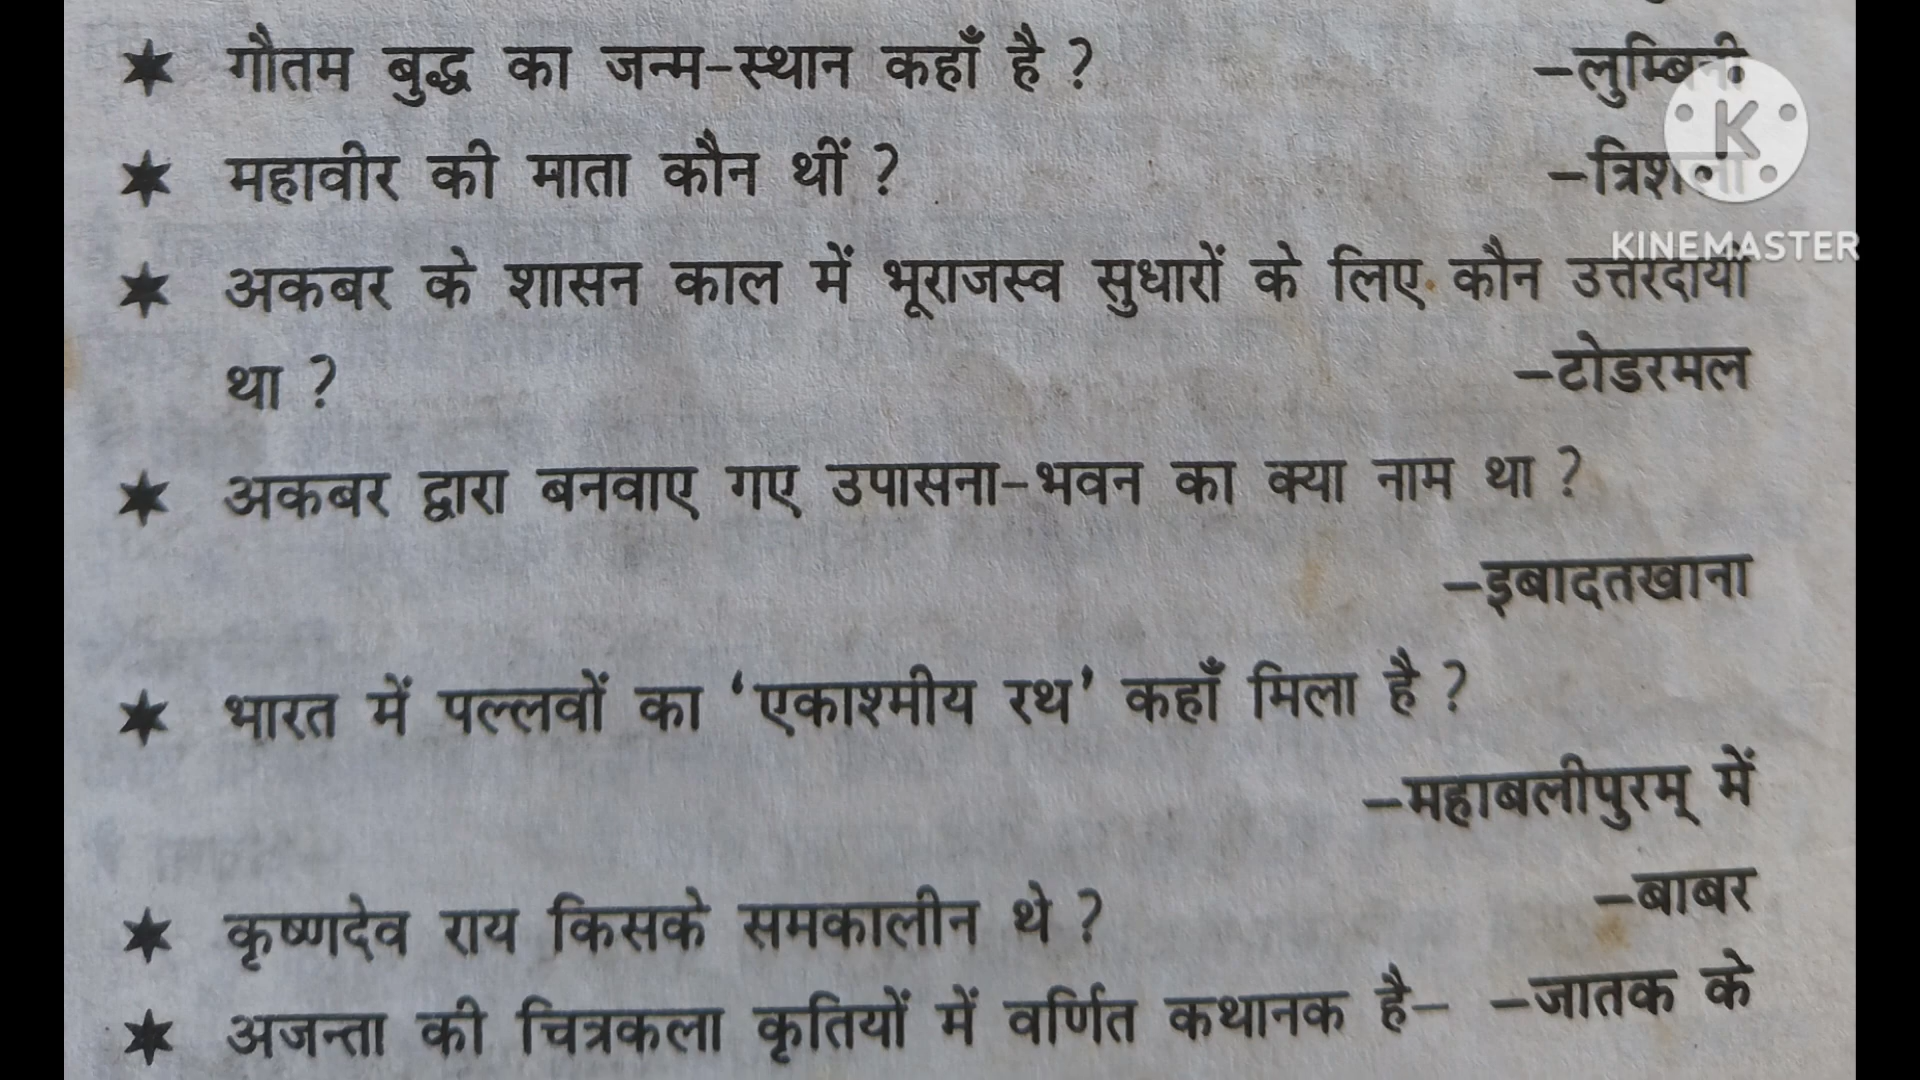 ★ गौतम बुद्ध का जन्म-स्थान कहाँ है ? -लुम्बिनी
★ महावीर की माता कौन थीं ? -त्रिशला
K
KINEMASTER
★ अकबर के शासन काल में भूराजस्व सुधारों के लिए कौन उत्तरदायी
था ? -टोडरमल
★ अकबर द्वारा बनवाए गए उपासना-भवन का क्या नाम था ?
-इबादतखाना
★ भारत में पल्लवों का ‘एकाश्मीय रथ’ कहाँ मिला है ?
-महाबलीपुरम् में
★ कृष्णदेव राय किसके समकालीन थे ? -बाबर
★ अजन्ता की चित्रकला कृतियों में वर्णित कथानक है- -जातक के